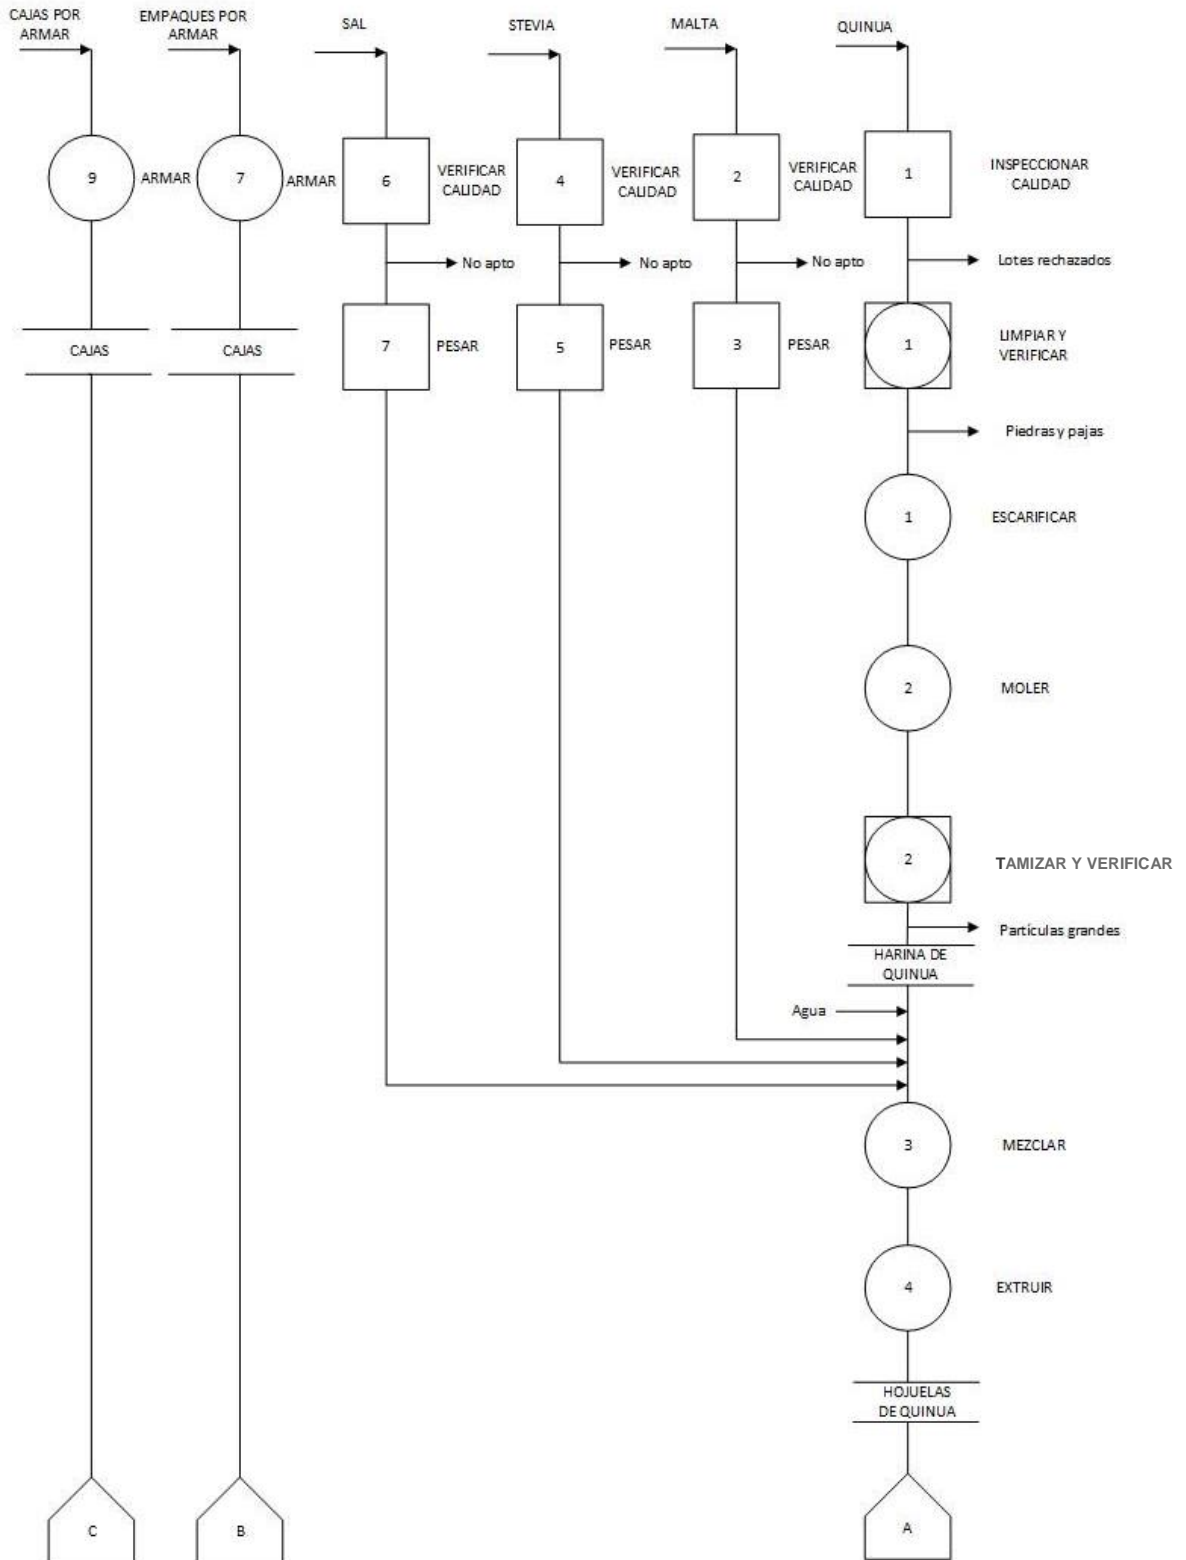 CAJAS POR
ARMAR
EMPAQUES POR
ARMAR
SAL
STEVIA
MALTA
QUINUA
9
ARMAR
7
ARMAR
6
VERIFICAR
CALIDAD
4
VERIFICAR
CALIDAD
2
VERIFICAR
CALIDAD
1
INSPECCIONAR
CALIDAD
No apto
No apto
No apto
Lotes rechazados
CAJAS
CAJAS
7
PESAR
5
PESAR
3
PESAR
1
LIMPIAR Y
VERIFICAR
Piedras y pajas
1
ESCARIFICAR
2
MOLER
2
TAMIZAR Y VERIFICAR
Partículas grandes
HARINA DE
QUINUA
Agua
3
MEZCLAR
4
EXTRUIR
HOJUELAS
DE QUINUA
C
B
A